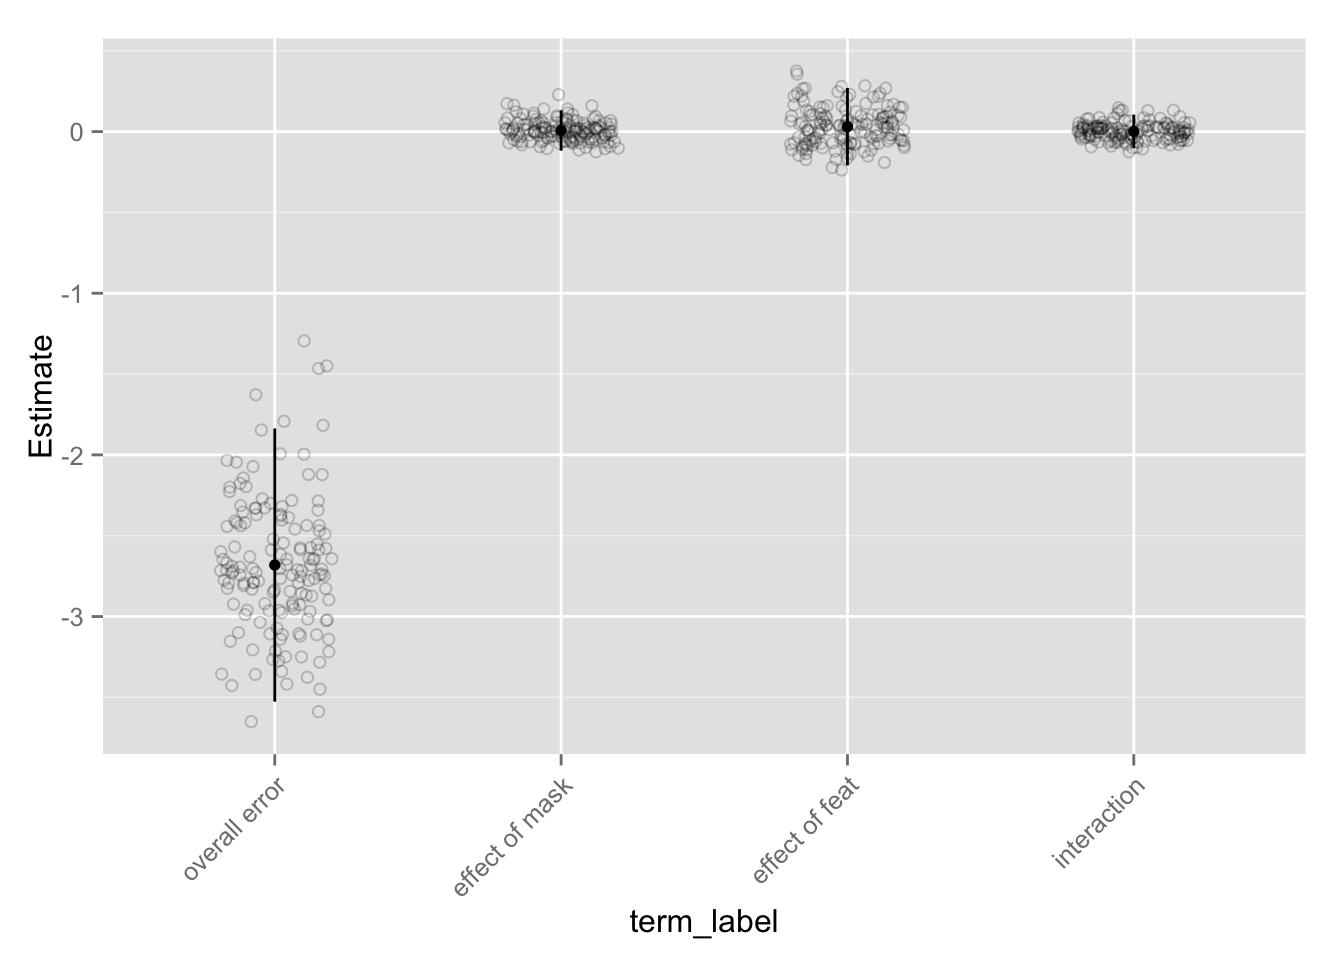 Estimate
0
-1
-2
-3
overall error
effect of mask
effect of feat
interaction
term_label